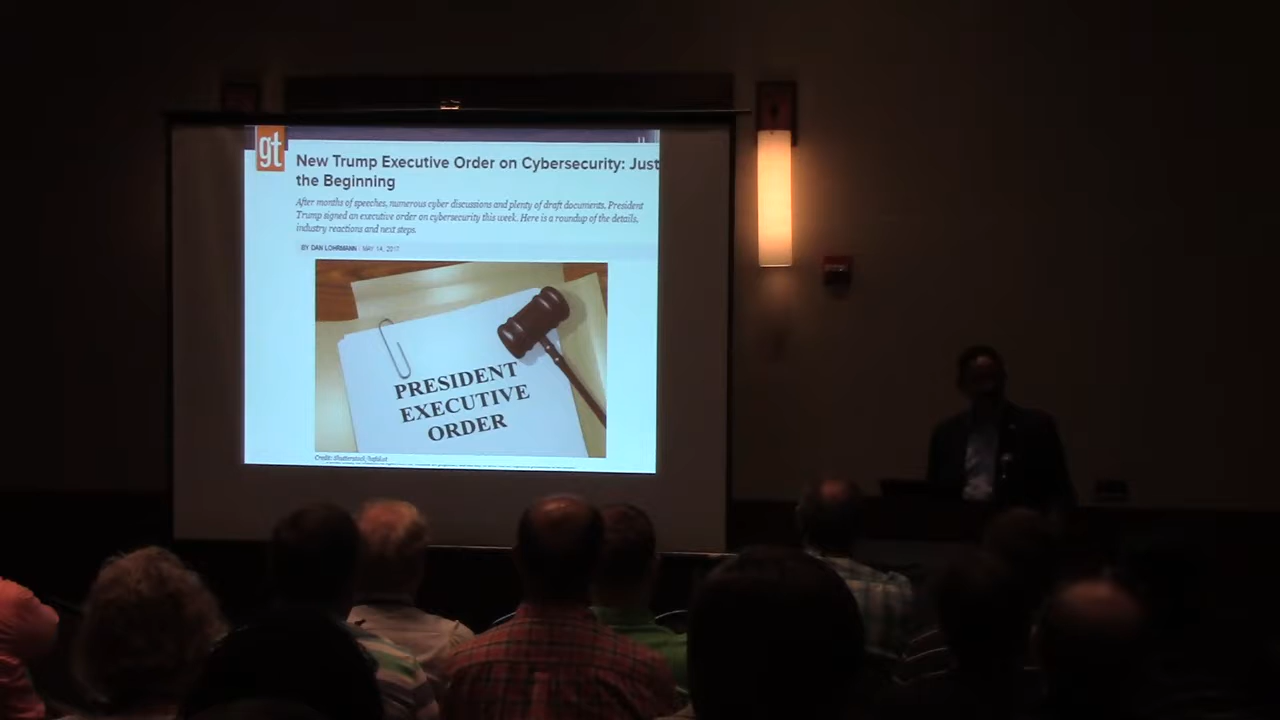 gt
New Trump Executive Order on Cybersecurity: Just
the Beginning
After months of speeches, numerous cyber discussions and plenty of draft documents, President
Trump signed an executive order on cybersecurity this week. Here is a roundup of the details,
industry reactions and next steps.
BY DAN LOHRMANN / MAY 14, 2017
PRESIDENT
EXECUTIVE
ORDER
Credit: Shutterstock/